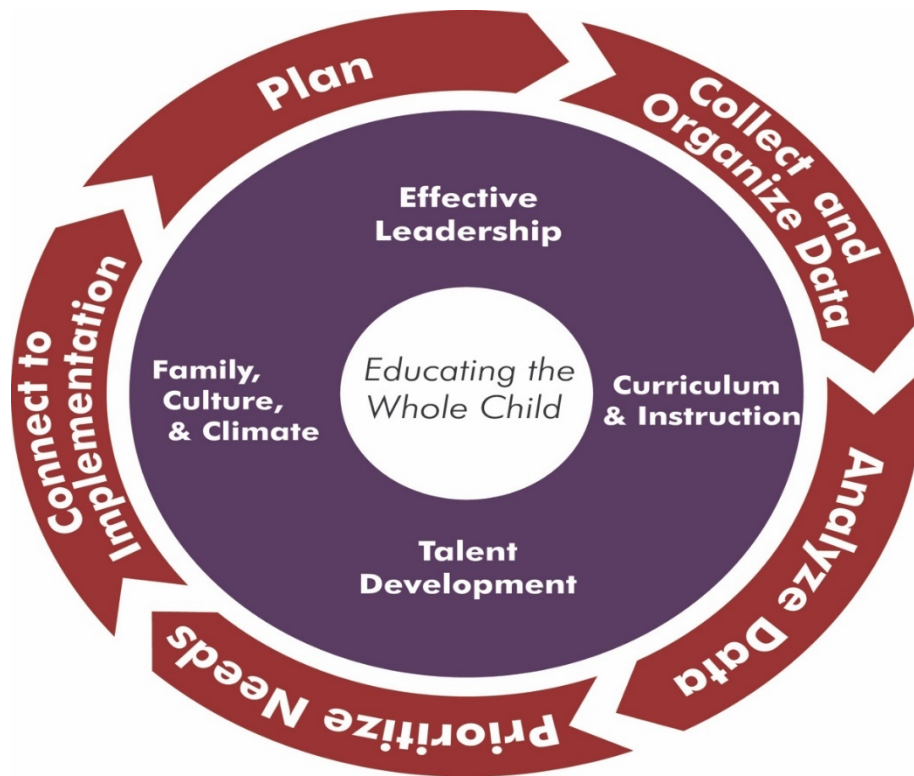 Plan
Collect and
Organize Data
Analyze Data
Prioritize Needs
Connect to
Implementation
Effective
Leadership
Curriculum
& Instruction
Talent
Development
Family,
Culture,
& Climate
Educating the
Whole Child